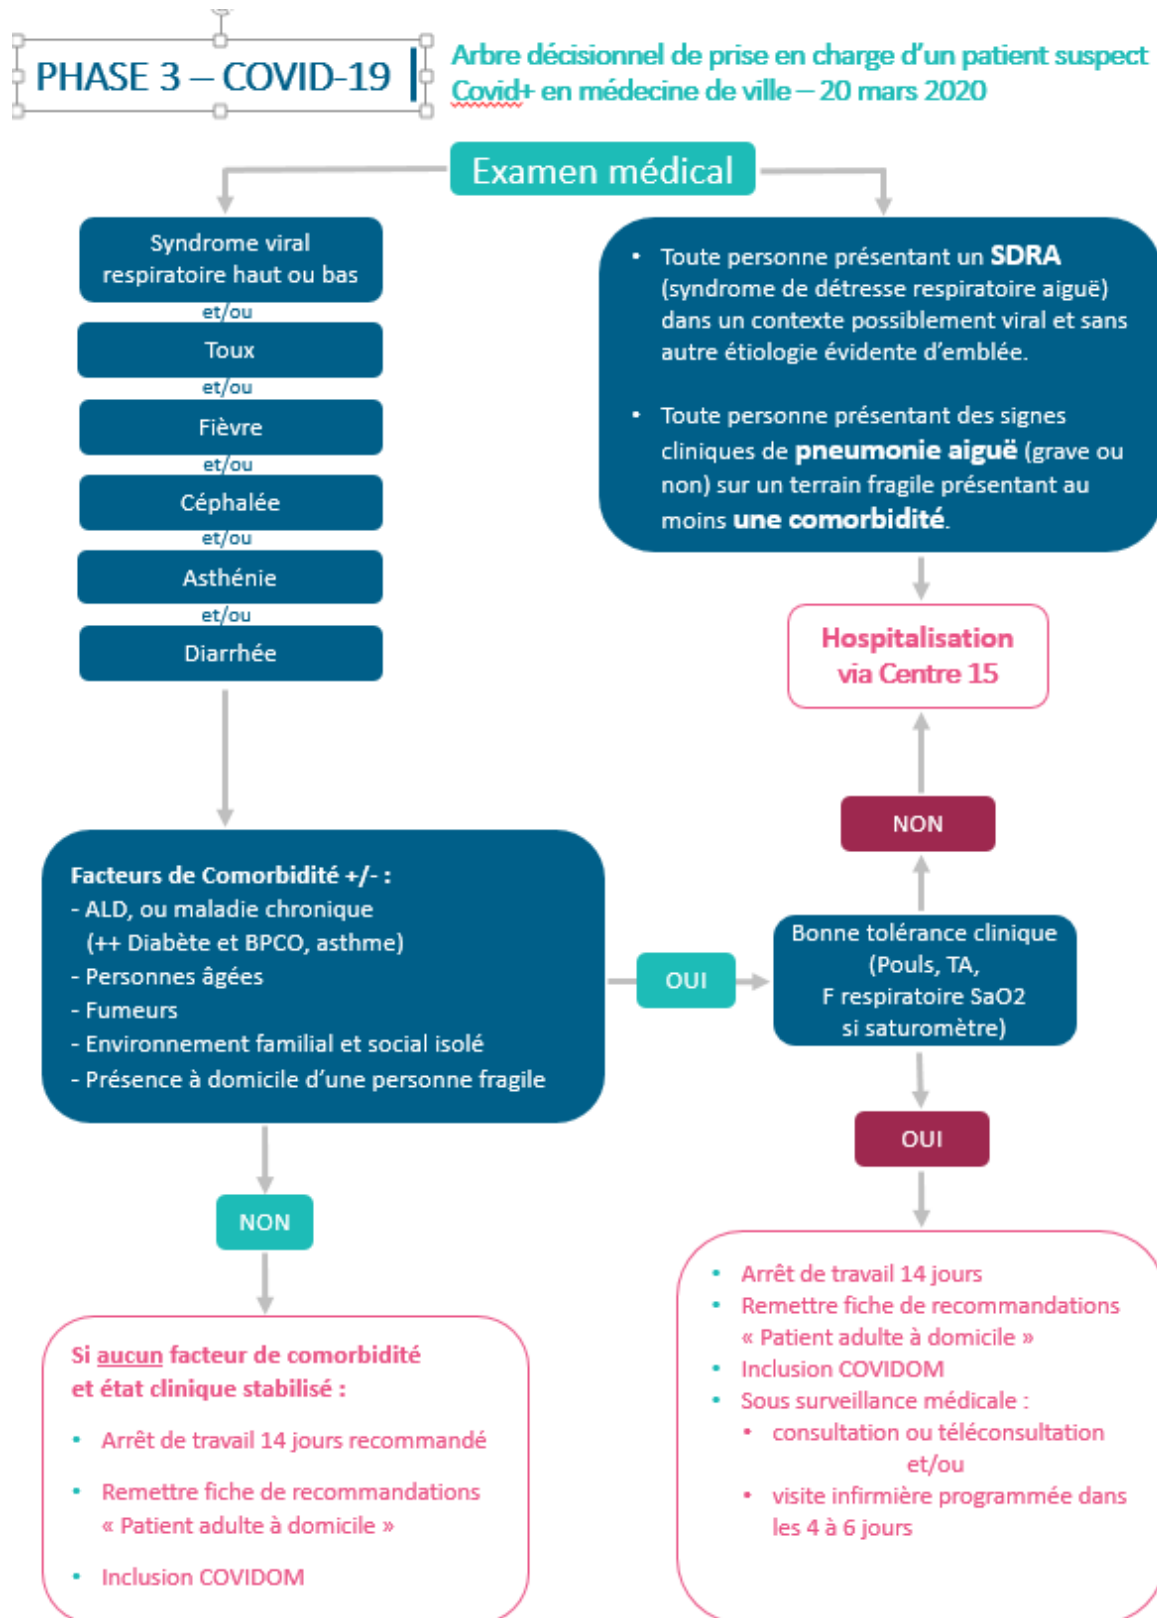 PHASE 3 – COVID-19
Arbre décisionnel de prise en charge d’un patient suspect
Covid+ en médecine de ville – 20 mars 2020
Examen médical
Syndrome viral
respiratoire haut ou bas
et/ou
Toux
et/ou
Fièvre
et/ou
Céphalée
et/ou
Asthénie
et/ou
Diarrhée
• Toute personne présentant un SDRA
(syndrome de détresse respiratoire aiguë)
dans un contexte possiblement viral et sans
autre étiologie évidente d’emblée.
• Toute personne présentant des signes
cliniques de pneumonie aiguë (grave ou
non) sur un terrain fragile présentant au
moins une comorbidité.
Hospitalisation
via Centre 15
NON
Facteurs de Comorbidité +/- :
- ALD, ou maladie chronique
(++ Diabète et BPCO, asthme)
- Personnes âgées
- Fumeurs
- Environnement familial et social isolé
- Présence à domicile d’une personne fragile
OUI
Bonne tolérance clinique
(Pouls, TA,
F respiratoire SaO2
si saturomètre)
OUI
NON
Si aucun facteur de comorbidité
et état clinique stabilisé :
• Arrêt de travail 14 jours recommandé
• Remettre fiche de recommandations
« Patient adulte à domicile »
• Inclusion COVIDOM
• Arrêt de travail 14 jours
• Remettre fiche de recommandations
« Patient adulte à domicile »
• Inclusion COVIDOM
• Sous surveillance médicale :
• consultation ou téléconsultation
et/ou
• visite infirmière programmée dans
les 4 à 6 jours